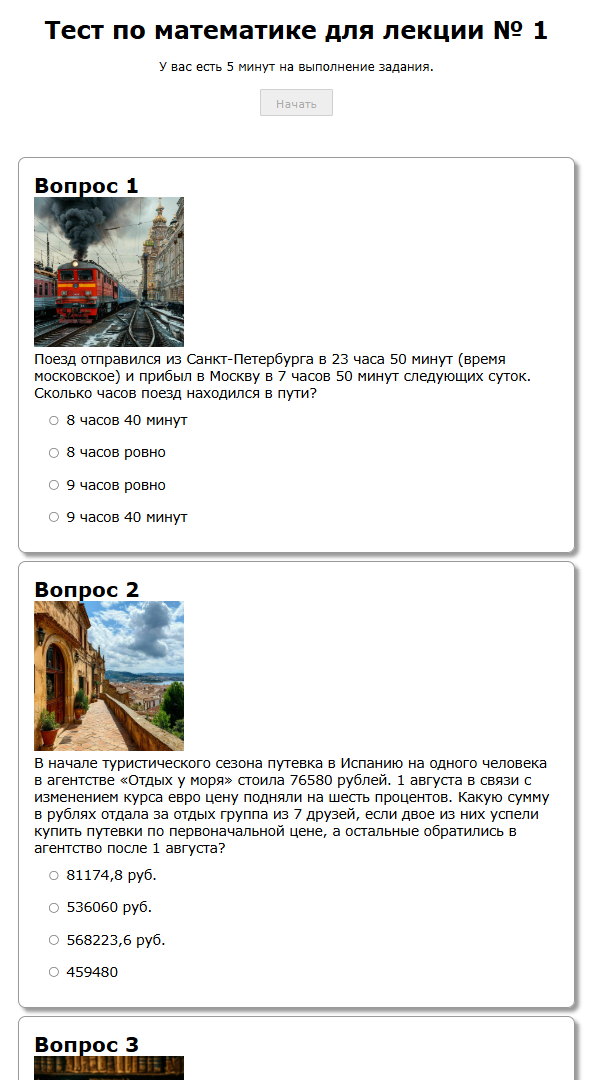 Тест по математике для лекции № 1
У вас есть 5 минут на выполнение задания.
Начать
Вопрос 1
Поезд отправился из Санкт-Петербурга в 23 часа 50 минут (время
московское) и прибыл в Москву в 7 часов 50 минут следующих суток.
Сколько часов поезд находился в пути?
8 часов 40 минут
8 часов ровно
9 часов ровно
9 часов 40 минут
Вопрос 2
В начале туристического сезона путевка в Испанию на одного человека
в агентстве «Отдых у моря» стоила 76580 рублей. 1 августа в связи с
изменением курса евро цену подняли на шесть процентов. Какую сумму
в рублях отдала за отдых группа из 7 друзей, если двое из них успели
купить путевки по первоначальной цене, а остальные обратились в
агентство после 1 августа?
81174,8 руб.
536060 руб.
568223,6 руб.
459480
Вопрос 3